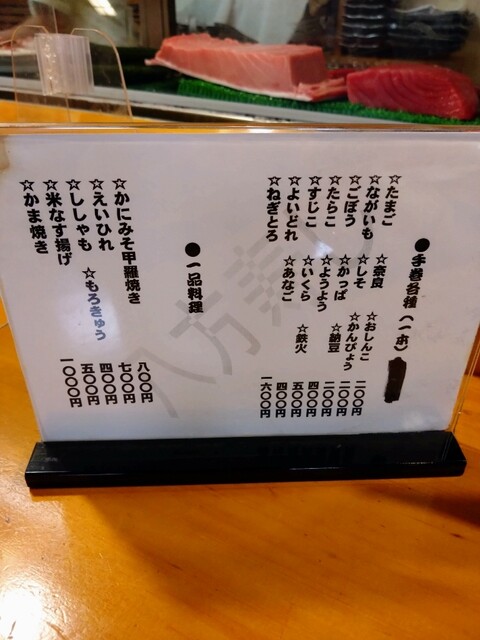 ●手巻各種(一本)
☆たまご ☆奈良 ☆おしんこ 二〇〇円
☆ながいも ☆しそ ☆かんぴょう 二〇〇円
☆ごぼう ☆かっぱ ☆納豆 二〇〇円
☆たらこ ☆ようよう 四〇〇円
☆すじこ ☆いくら ☆鉄火 五〇〇円
☆よいどれ ☆あなご 四〇〇円
☆ねぎとろ 一六〇〇円
●一品料理
☆かにみそ甲羅焼き 八〇〇円
☆えいひれ 七〇〇円
☆ししゃも ☆もろきゅう 四〇〇円
☆米なす揚げ 五〇〇円
☆かま焼き 一〇〇〇円